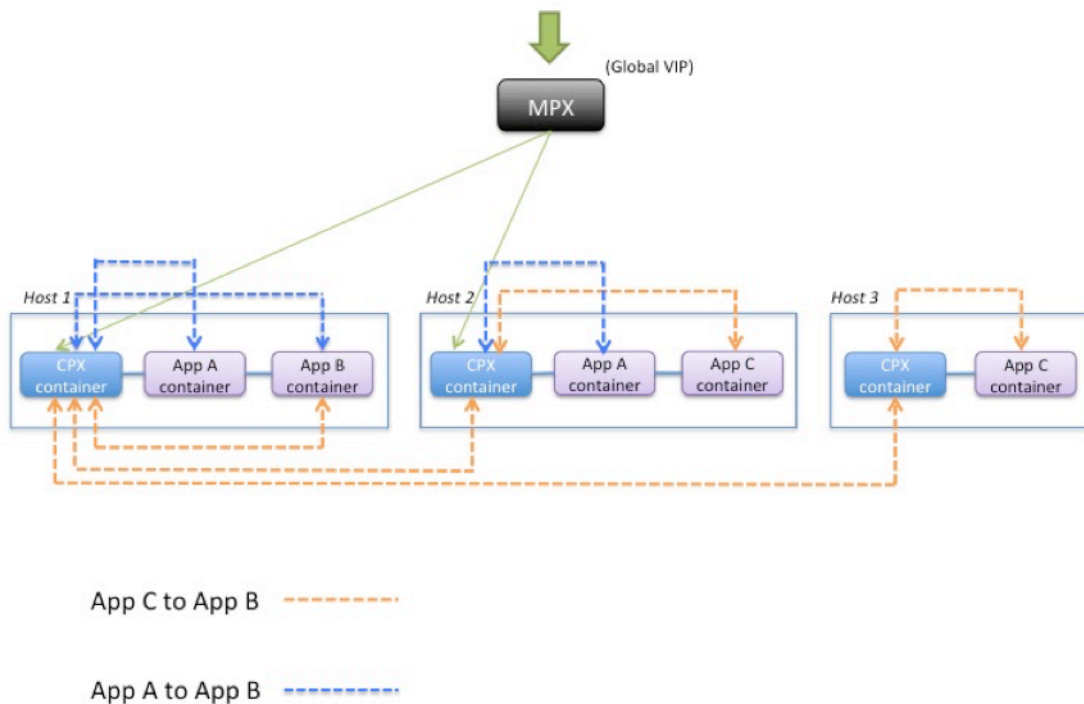 (Global VIP)
MPX
Host 1
Host 2
Host 3
CPX
container
App A
container
App B
container
CPX
container
App A
container
App C
container
CPX
container
App C
container
App C to App B
App A to App B